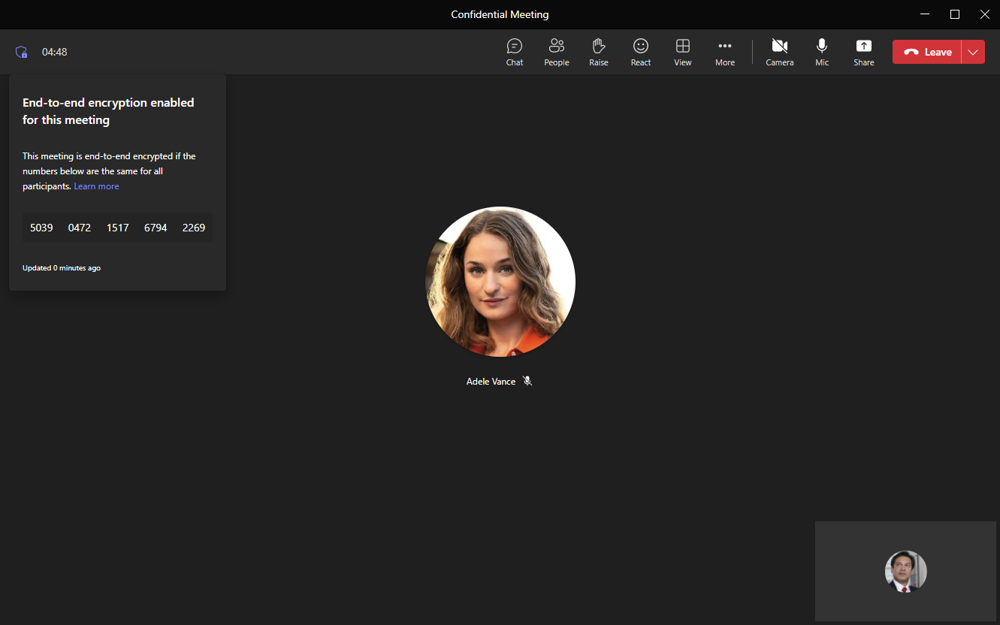 Confidential Meeting
04:48
Chat People Raise React View More Camera Mic Share Leave
End-to-end encryption enabled
for this meeting
This meeting is end-to-end encrypted if the
numbers below are the same for all
participants. Learn more
5039 0472 1517 6794 2269
Updated 0 minutes ago
Adele Vance